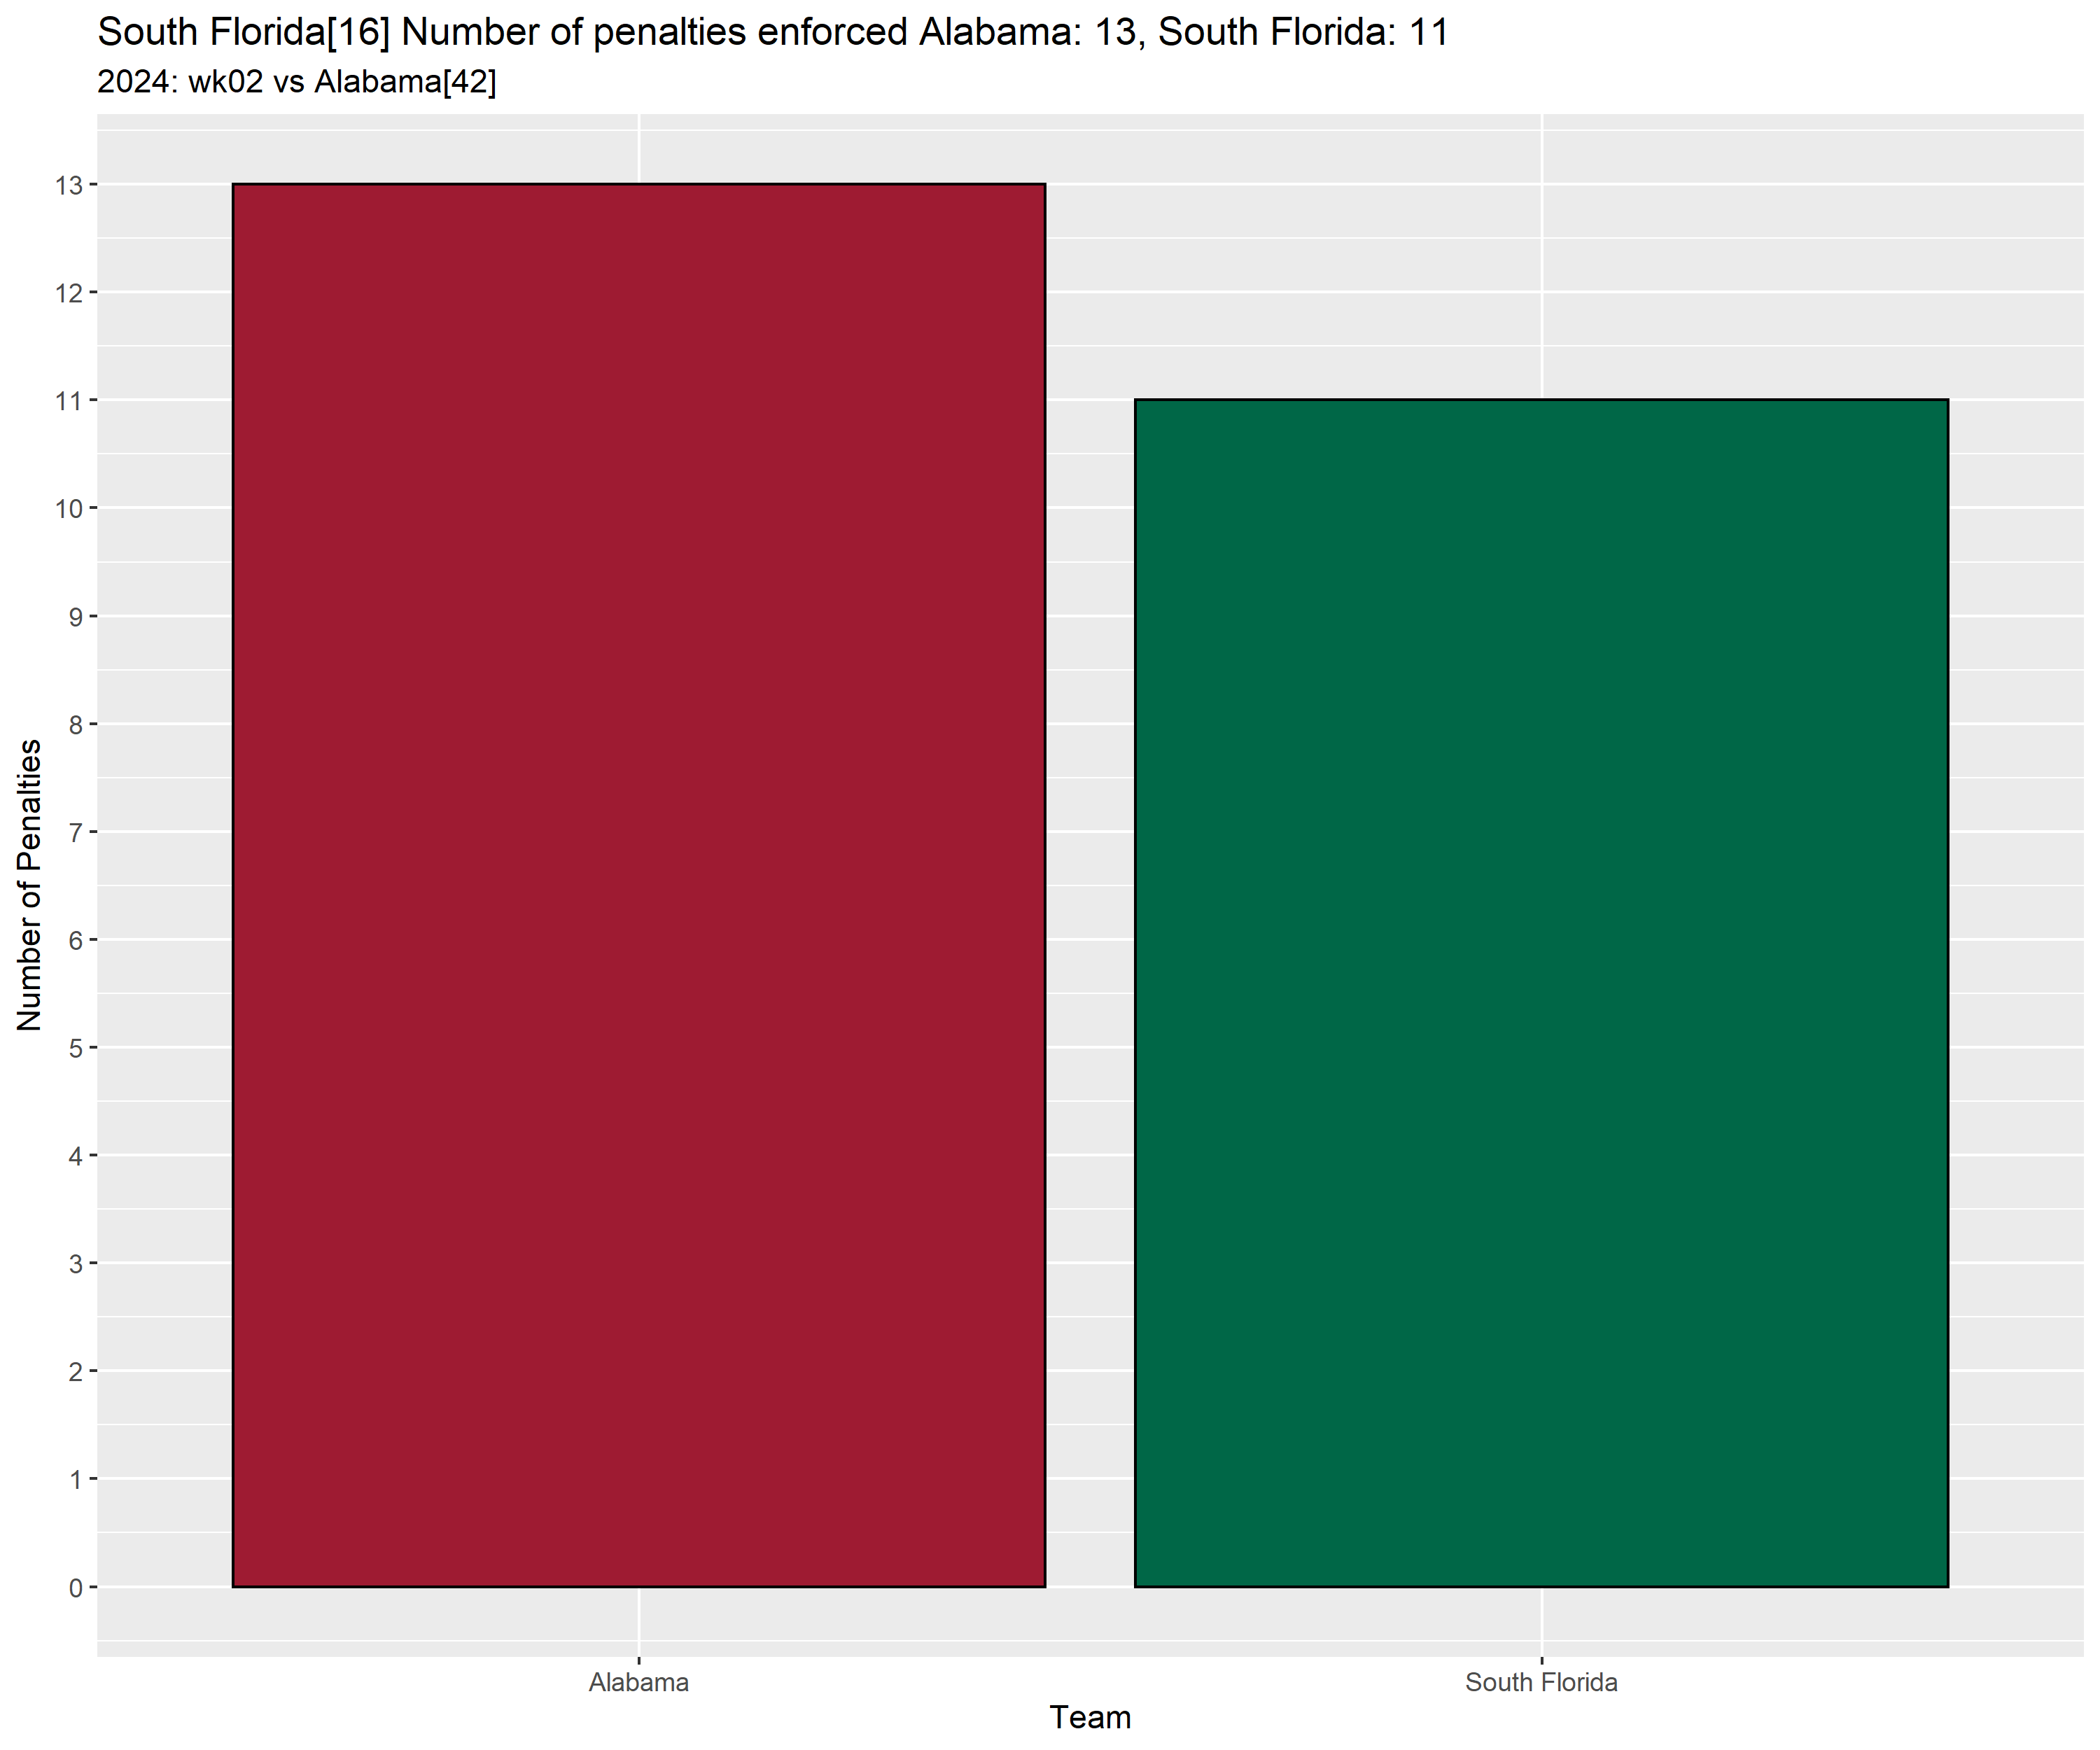 South Florida[16] Number of penalties enforced Alabama: 13, South Florida: 11
2024: wk02 vs Alabama[42]
Number of Penalties
13
12
11
10
9
8
7
6
5
4
3
2
1
0
Alabama
South Florida
Team